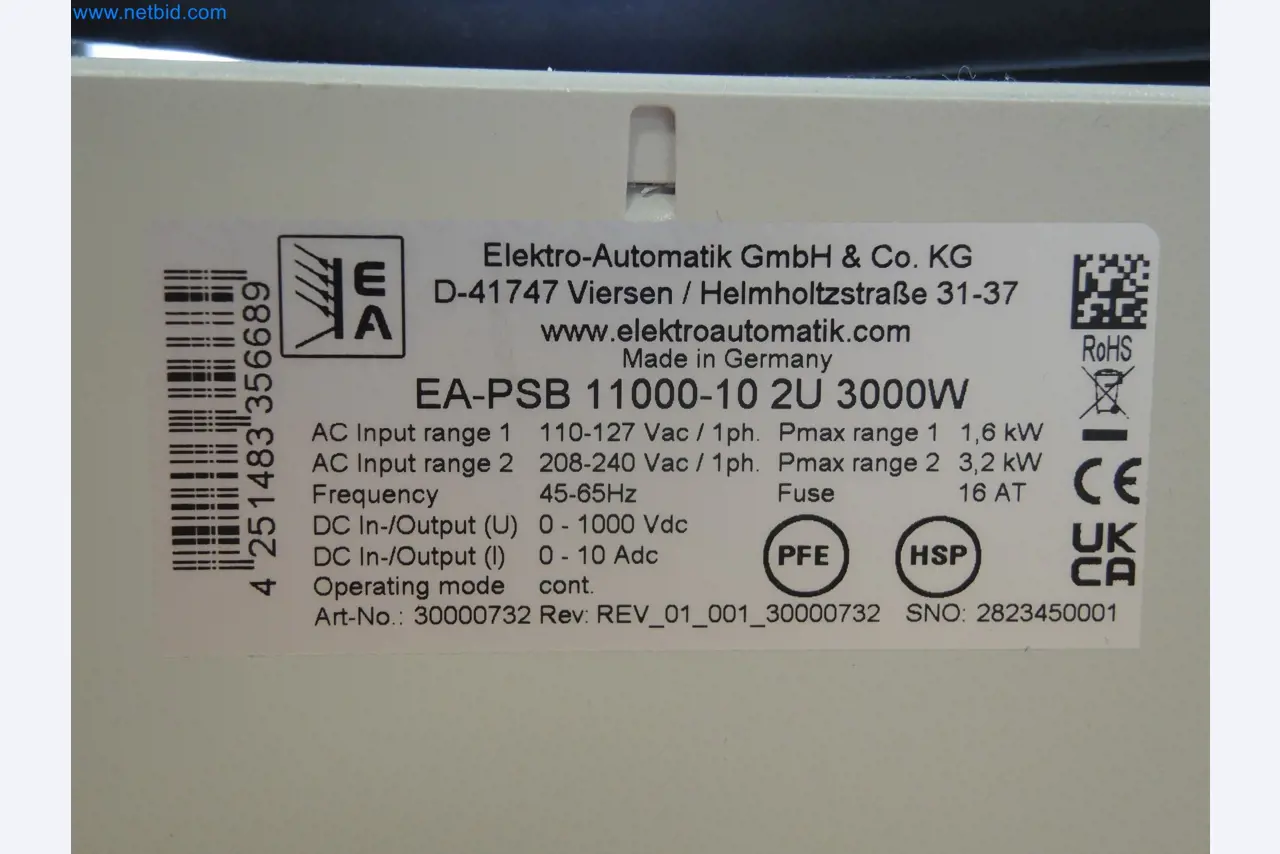 www.netbid.com
4 251483 356689
EA
Elektro-Automatik GmbH & Co. KG
D-41747 Viersen / Helmholtzstraße 31-37
www.elektroautomatik.com
Made in Germany
EA-PSB 11000-10 2U 3000W
AC Input range 1 110-127 Vac / 1ph. Pmax range 1 1,6 kW
AC Input range 2 208-240 Vac / 1ph. Pmax range 2 3,2 kW
Frequency 45-65Hz Fuse 16 AT
DC In-/Output (U) 0 - 1000 Vdc
DC In-/Output (I) 0 - 10 Adc
Operating mode cont.
PFE HSP
Art-No.: 30000732 Rev: REV_01_001_30000732 SNO: 2823450001
RoHS
CE
UK
CA